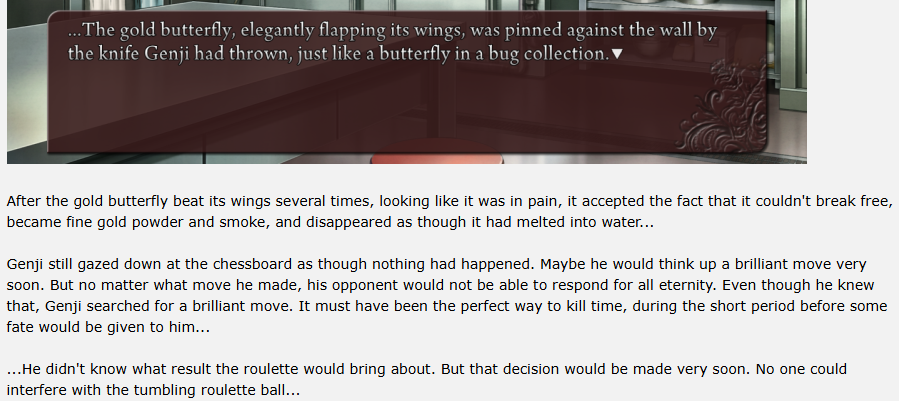 ...The gold butterfly, elegantly flapping its wings, was pinned against the wall by
the knife Genji had thrown, just like a butterfly in a bug collection.▼
After the gold butterfly beat its wings several times, looking like it was in pain, it accepted the fact that it couldn't break free,
became fine gold powder and smoke, and disappeared as though it had melted into water...
Genji still gazed down at the chessboard as though nothing had happened. Maybe he would think up a brilliant move very
soon. But no matter what move he made, his opponent would not be able to respond for all eternity. Even though he knew
that, Genji searched for a brilliant move. It must have been the perfect way to kill time, during the short period before some
fate would be given to him...
...He didn't know what result the roulette would bring about. But that decision would be made very soon. No one could
interfere with the tumbling roulette ball...